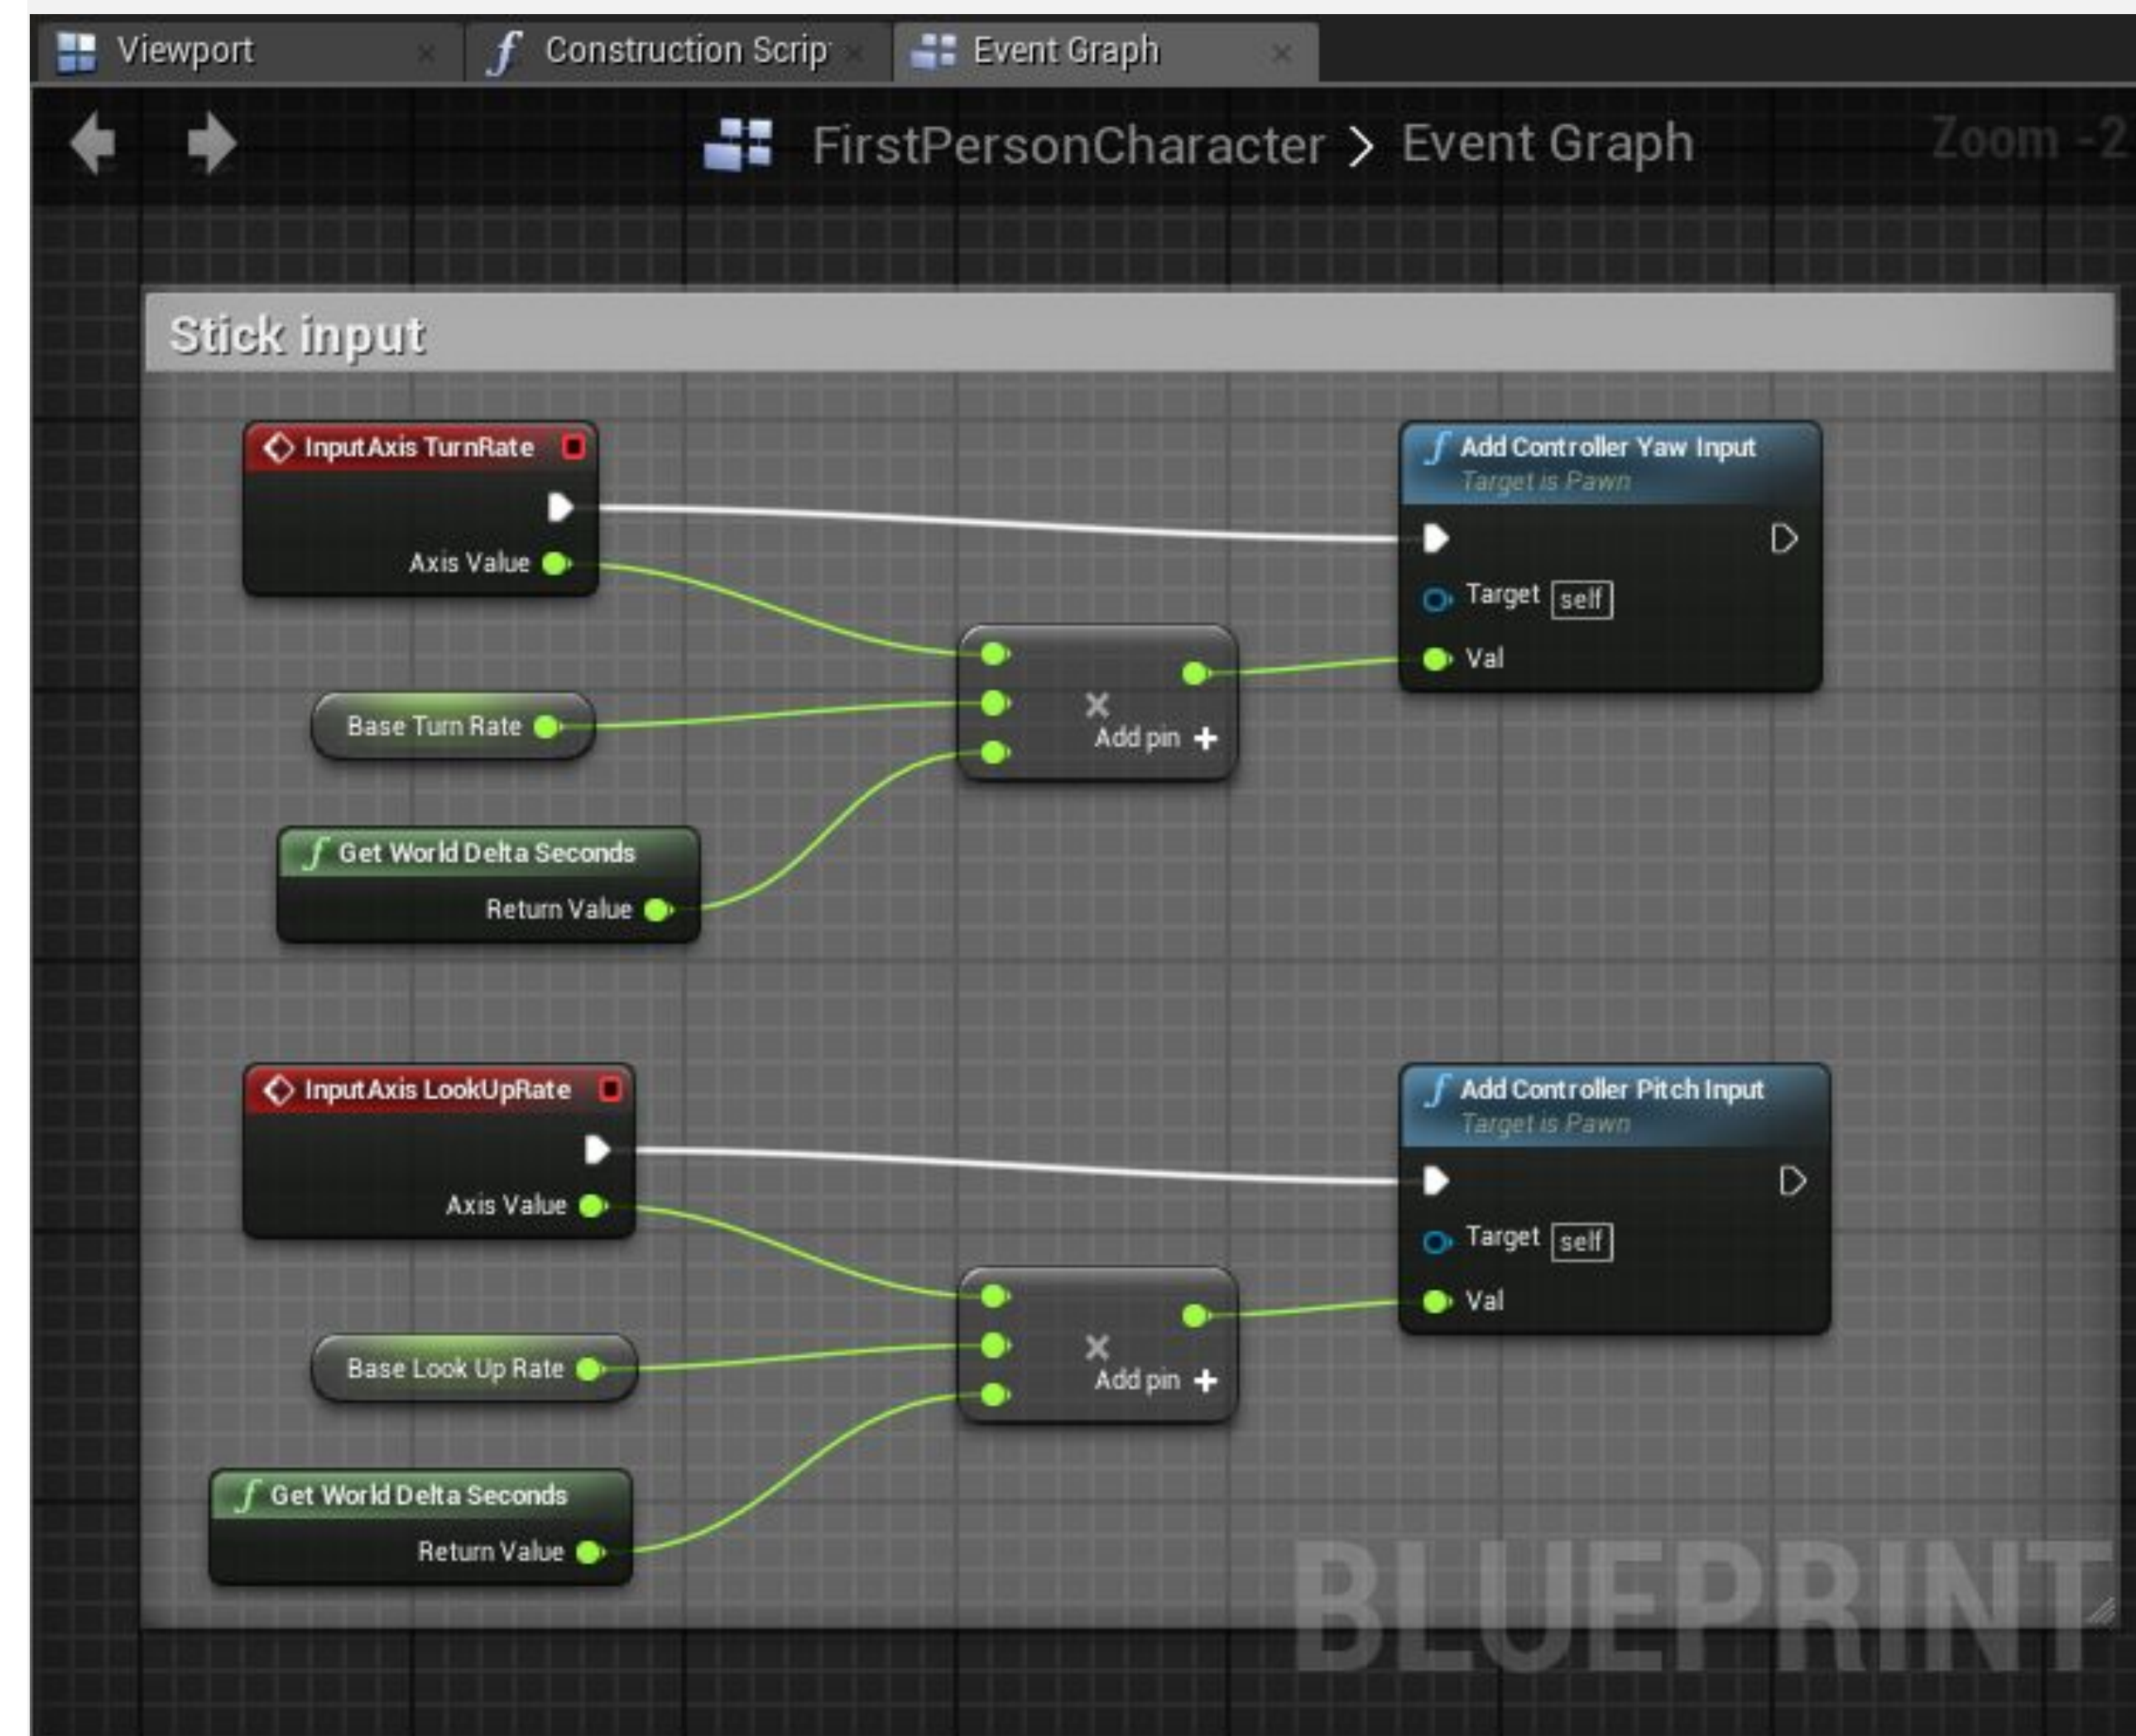 Viewport
Construction Scrip
Event Graph
FirstPersonCharacter > Event Graph
Zoom -2
Stick input
InputAxis TurnRate
Axis Value
Base Turn Rate
Get World Delta Seconds
Return Value
Add pin +
Add Controller Yaw Input
Target is Pawn
Target self
Val
InputAxis LookUpRate
Axis Value
Base Look Up Rate
Get World Delta Seconds
Return Value
Add pin +
Add Controller Pitch Input
Target is Pawn
Target self
Val
BLUEPRINT